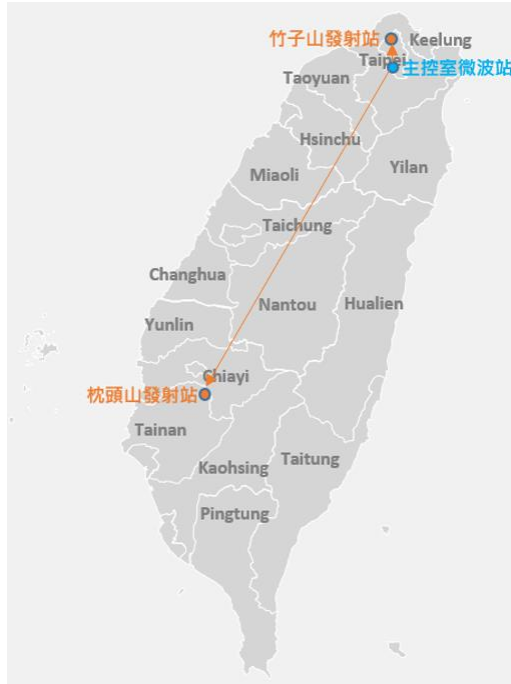 竹子山發射站
Keelung
Taipei
主控室微波站
Taoyuan
Hsinchu
Yilan
Miaoli
Taichung
Changhua
Nantou
Hualien
Yunlin
Chiayi
枕頭山發射站
Tainan
Taitung
Kaohsing
Pingtung